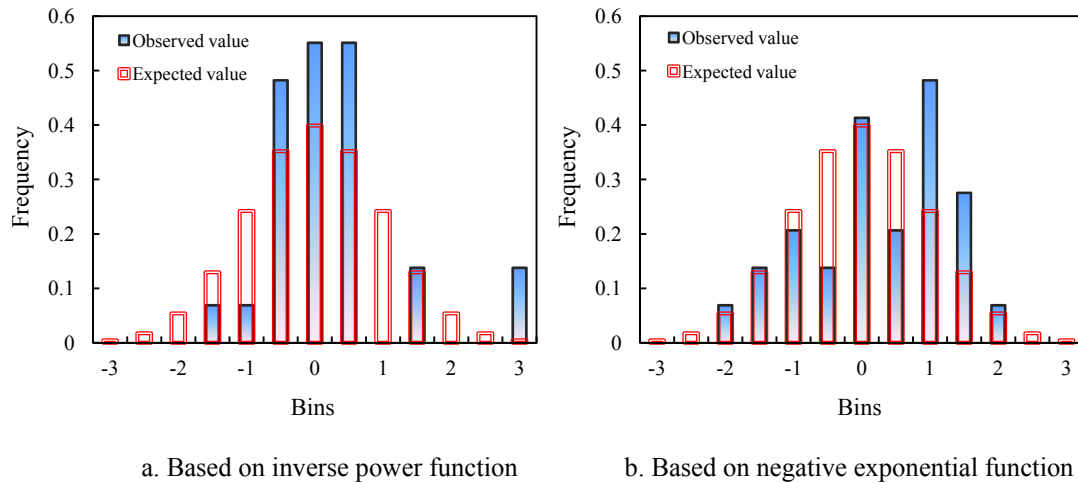 0.6
0.5
0.4
0.3
0.2
0.1
0
Frequency
Observed value
Expected value
-3 -2 -1 0 1 2 3
Bins
a. Based on inverse power function
0.6
0.5
0.4
0.3
0.2
0.1
0
Frequency
Observed value
Expected value
-3 -2 -1 0 1 2 3
Bins
b. Based on negative exponential function